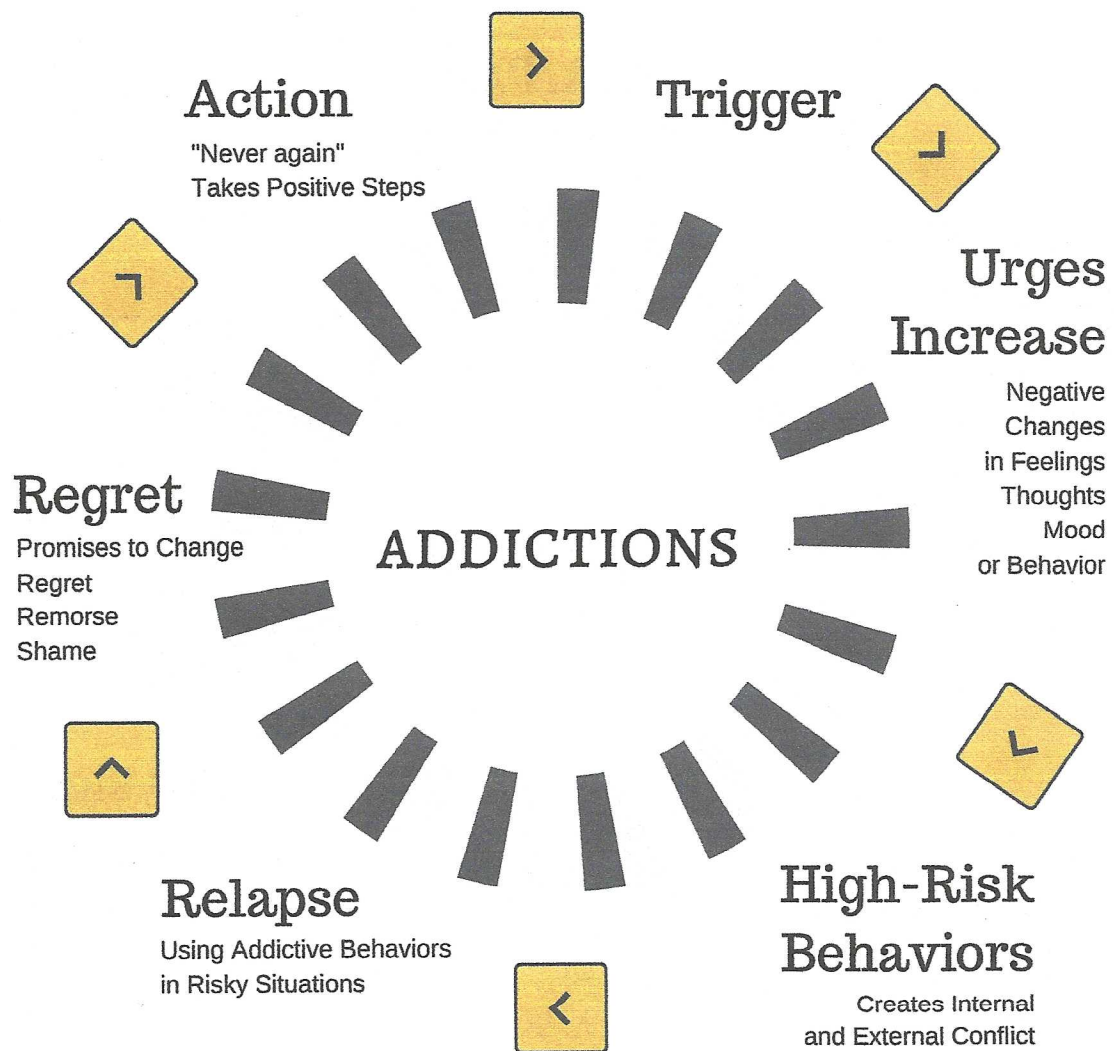 Action
"Never again"
Takes Positive Steps
Trigger
Urges
Increase
Negative
Changes
in Feelings
Thoughts
Mood
or Behavior
High-Risk
Behaviors
Creates Internal
and External Conflict
Relapse
Using Addictive Behaviors
in Risky Situations
Regret
Promises to Change
Regret
Remorse
Shame
ADDICTIONS